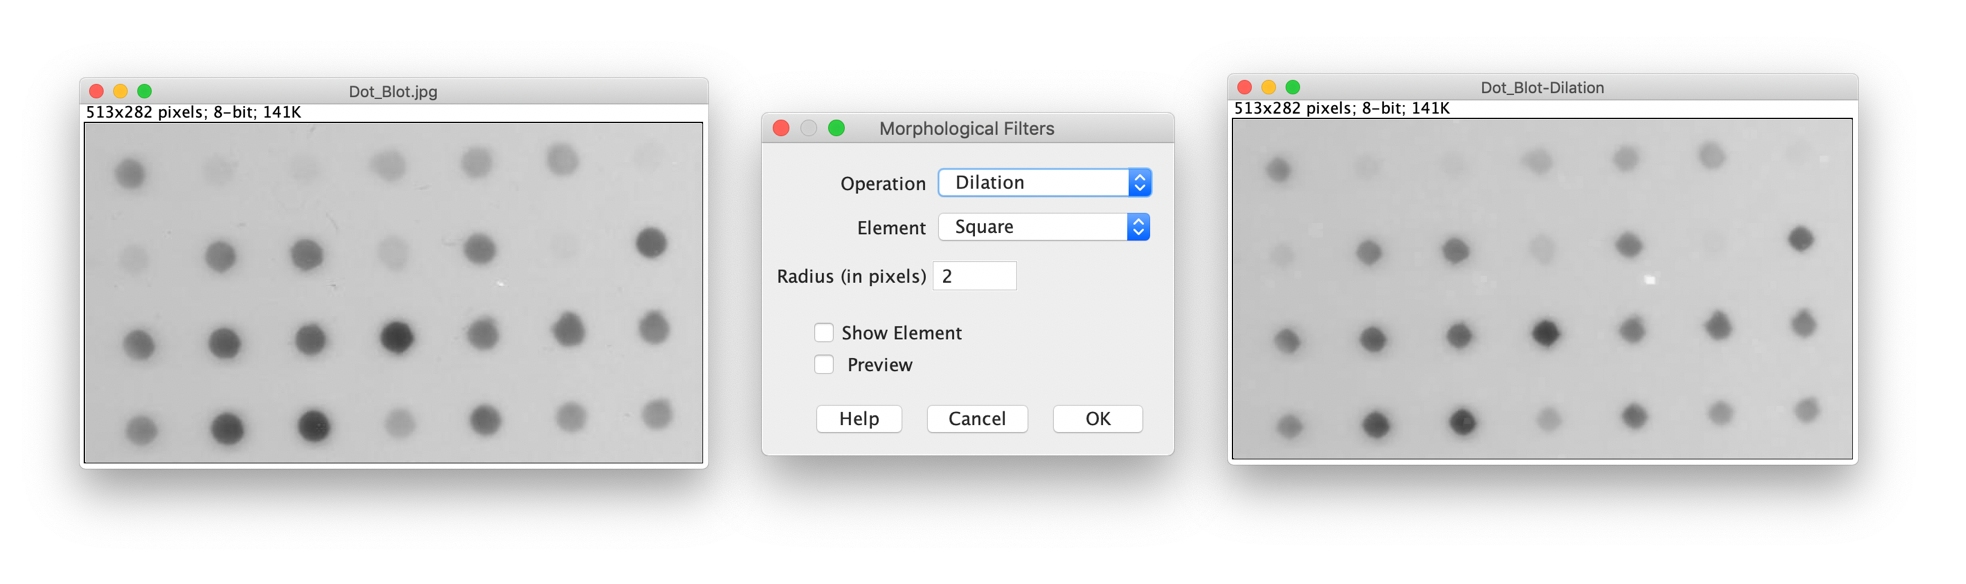 Dot_Blot.jpg
513x282 pixels; 8-bit; 141K
Morphological Filters
Operation Dilation
Element Square
Radius (in pixels) 2
Show Element
Preview
Help Cancel OK
Dot_Blot-Dilation
513x282 pixels; 8-bit; 141K